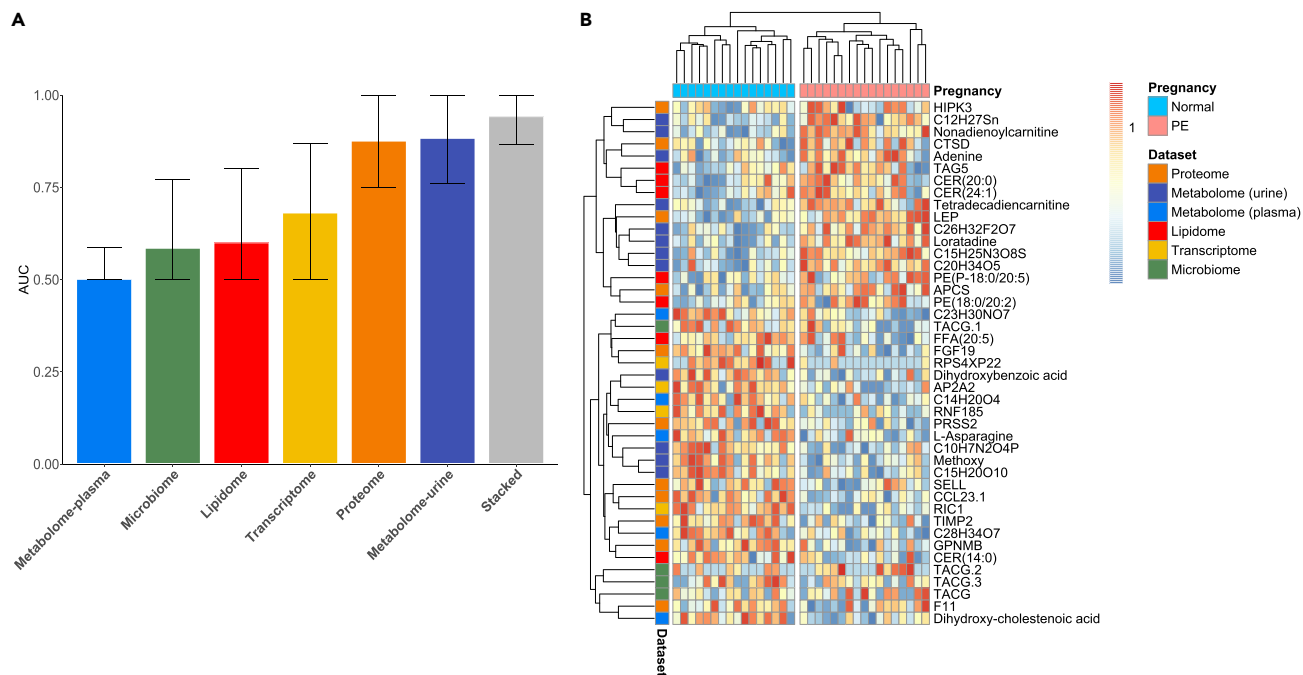 A
1.00
0.75
0.50
0.25
0.00
AUC
Metabolome-plasma
Microbiome
Lipidome
Transcriptome
Proteome
Metabolome-urine
Stacked
B
Pregnancy
HIPK3
C12H27Sn
Nonadienoylcarnitine
CTSD
Adenine
TAG5
CER(20:0)
CER(24:1)
Tetradecadiencarnitine
LEP
C26H32F2O7
Loratadine
C15H25N3O8S
C20H34O5
PE(P-18:0/20:5)
APCS
PE(18:0/20:2)
C23H30NO7
TACG.1
FFA(20:5)
FGF19
RPS4XP22
Dihydroxybenzoic acid
AP2A2
C14H20O4
RNF185
PRSS2
L-Asparagine
C10H7N2O4P
Methoxy
C15H20O10
SELL
CCL23.1
RIC1
TIMP2
C28H34O7
GPNMB
CER(14:0)
TACG.2
TACG.3
TACG
F11
Dihydroxy-cholestenoic acid
Dataset
1
Pregnancy
Normal
PE
Dataset
Proteome
Metabolome (urine)
Metabolome (plasma)
Lipidome
Transcriptome
Microbiome